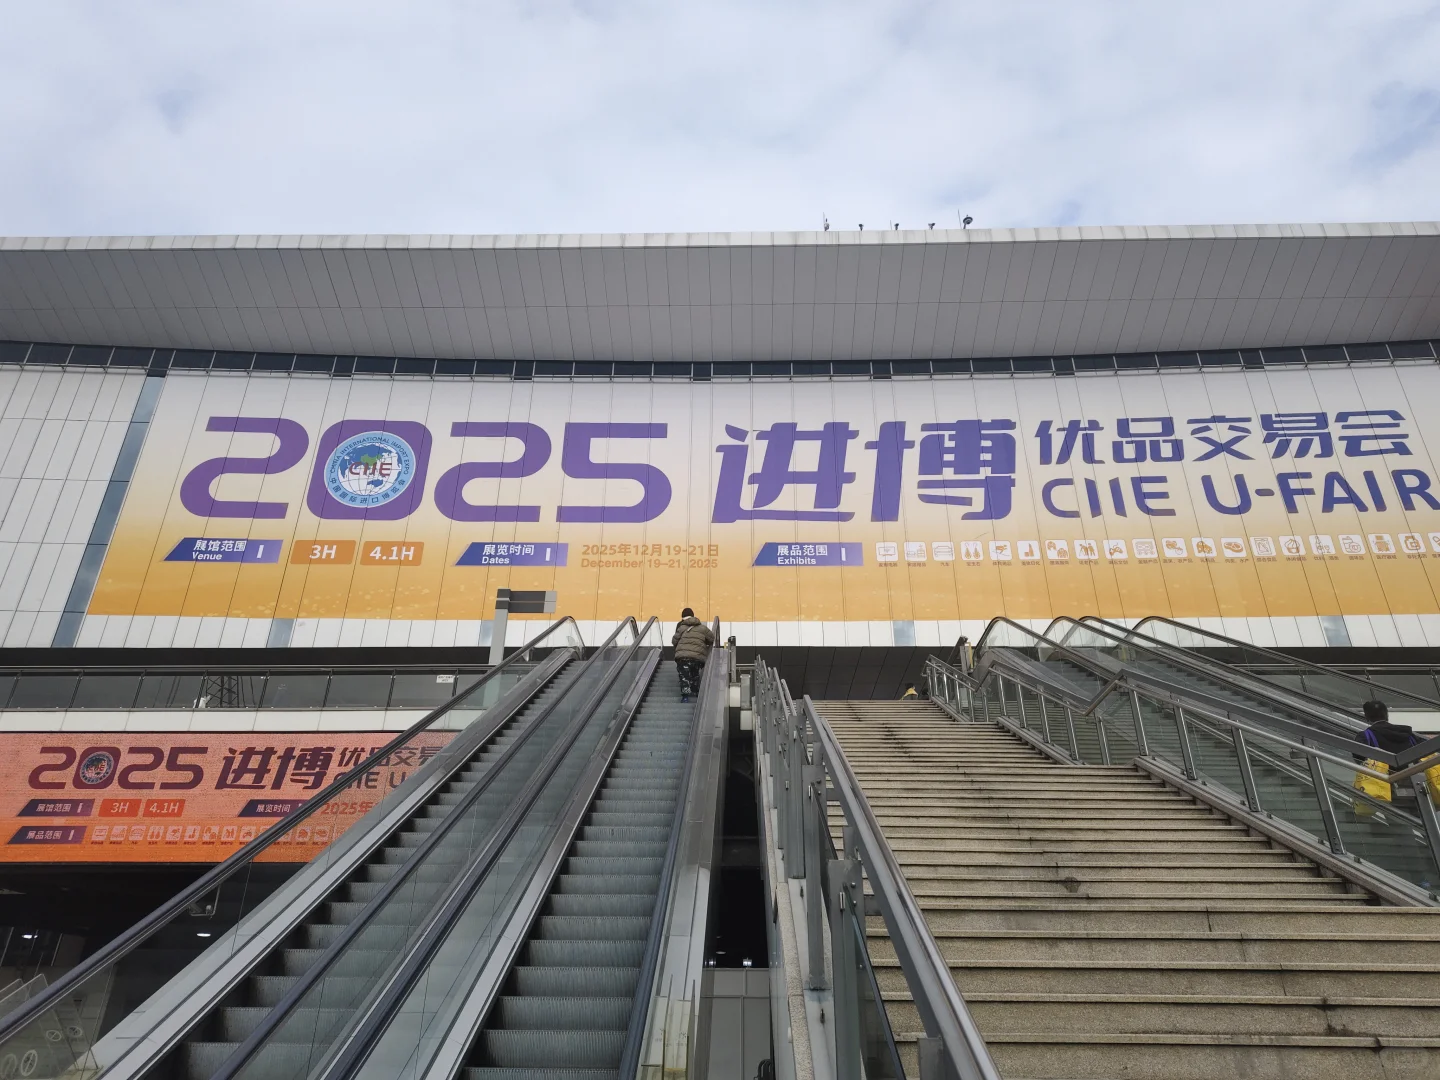 2025 进博 优品交易会
CIIE U-FAIR
CHINA INTERNATIONAL IMPORT EXPO
CIIE
中国国际进口博览会
展馆范围
Venue
3H 4.1H
展览时间
Dates
2025年12月19-21日
December 19–21, 2025
展品范围
Exhibits
2025 进博 优品交易
CIIE U
展馆范围 3H 4.1H 展览时间 2025年
展品范围